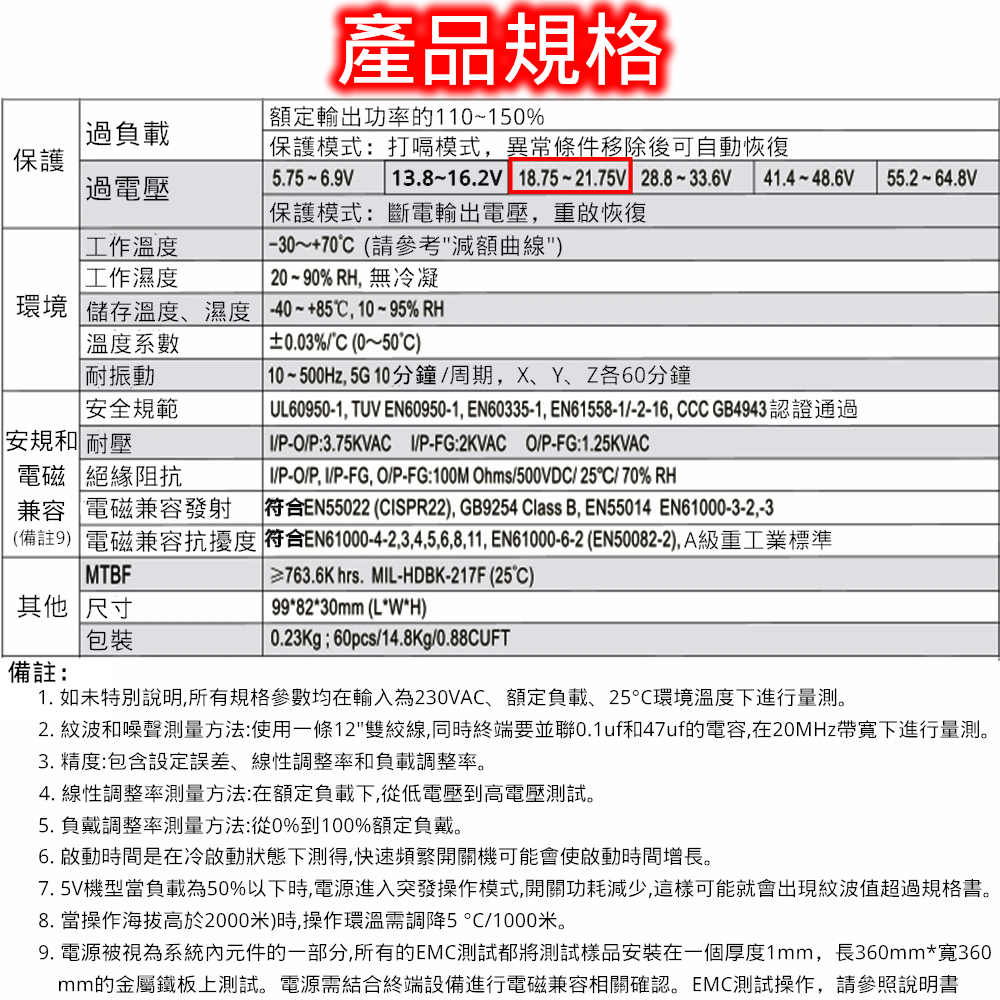 產品規格
保護
過負載
額定輸出功率的110~150%
保護模式：打嗝模式，異常條件移除後可自動恢復
過電壓
5.75 ~ 6.9V 13.8~16.2V 18.75 ~ 21.75V 28.8 ~ 33.6V 41.4 ~ 48.6V 55.2 ~ 64.8V
保護模式：斷電輸出電壓，重啟恢復
環境
工作溫度 -30～+70℃ (請參考"減額曲線")
工作濕度 20 ~ 90% RH, 無冷凝
儲存溫度、濕度 -40 ~ +85℃, 10 ~ 95% RH
溫度系數 ±0.03%/℃ (0～50℃)
耐振動 10 ~ 500Hz, 5G 10分鐘 /周期，X、Y、Z各60分鐘
安規和電磁兼容
(備註9)
安全規範 UL60950-1, TUV EN60950-1, EN60335-1, EN61558-1/-2-16, CCC GB4943 認證通過
耐壓 I/P-O/P:3.75KVAC I/P-FG:2KVAC O/P-FG:1.25KVAC
絕緣阻抗 I/P-O/P, I/P-FG, O/P-FG:100M Ohms/500VDC/ 25℃/ 70% RH
電磁兼容發射 符合EN55022 (CISPR22), GB9254 Class B, EN55014 EN61000-3-2,-3
電磁兼容抗擾度 符合EN61000-4-2,3,4,5,6,8,11, EN61000-6-2 (EN50082-2), A級重工業標準
其他
MTBF ≥763.6K hrs. MIL-HDBK-217F (25℃)
尺寸 99*82*30mm (L*W*H)
包裝 0.23Kg ; 60pcs/14.8Kg/0.88CUFT
備註：
1. 如未特別說明,所有規格參數均在輸入為230VAC、額定負載、25°C環境溫度下進行量測。
2. 紋波和噪聲測量方法:使用一條12"雙絞線,同時終端要並聯0.1uf和47uf的電容,在20MHz帶寬下進行量測。
3. 精度:包含設定誤差、線性調整率和負載調整率。
4. 線性調整率測量方法:在額定負載下,從低電壓到高電壓測試。
5. 負戴調整率測量方法:從0%到100%額定負戴。
6. 啟動時間是在冷啟動狀態下測得,快速頻繁開關機可能會使啟動時間增長。
7. 5V機型當負載為50%以下時,電源進入突發操作模式,開關功耗減少,這樣可能就會出現紋波值超過規格書。
8. 當操作海拔高於2000米)時,操作環溫需調降5 °C/1000米。
9. 電源被視為系統內元件的一部分,所有的EMC測試都將測試樣品安裝在一個厚度1mm，長360mm*寬360
mm的金屬鐵板上測試。電源需結合終端設備進行電磁兼容相關確認。EMC測試操作，請參照說明書